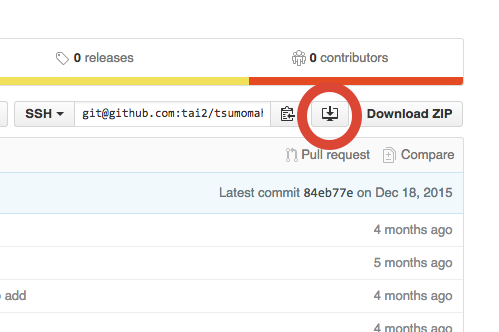 0 releases
0 contributors
SSH
git@github.com:tai2/tsumomah
Download ZIP
Pull request
Compare
Latest commit 84eb77e on Dec 18, 2015
4 months ago
5 months ago
add
4 months ago
4 months ago